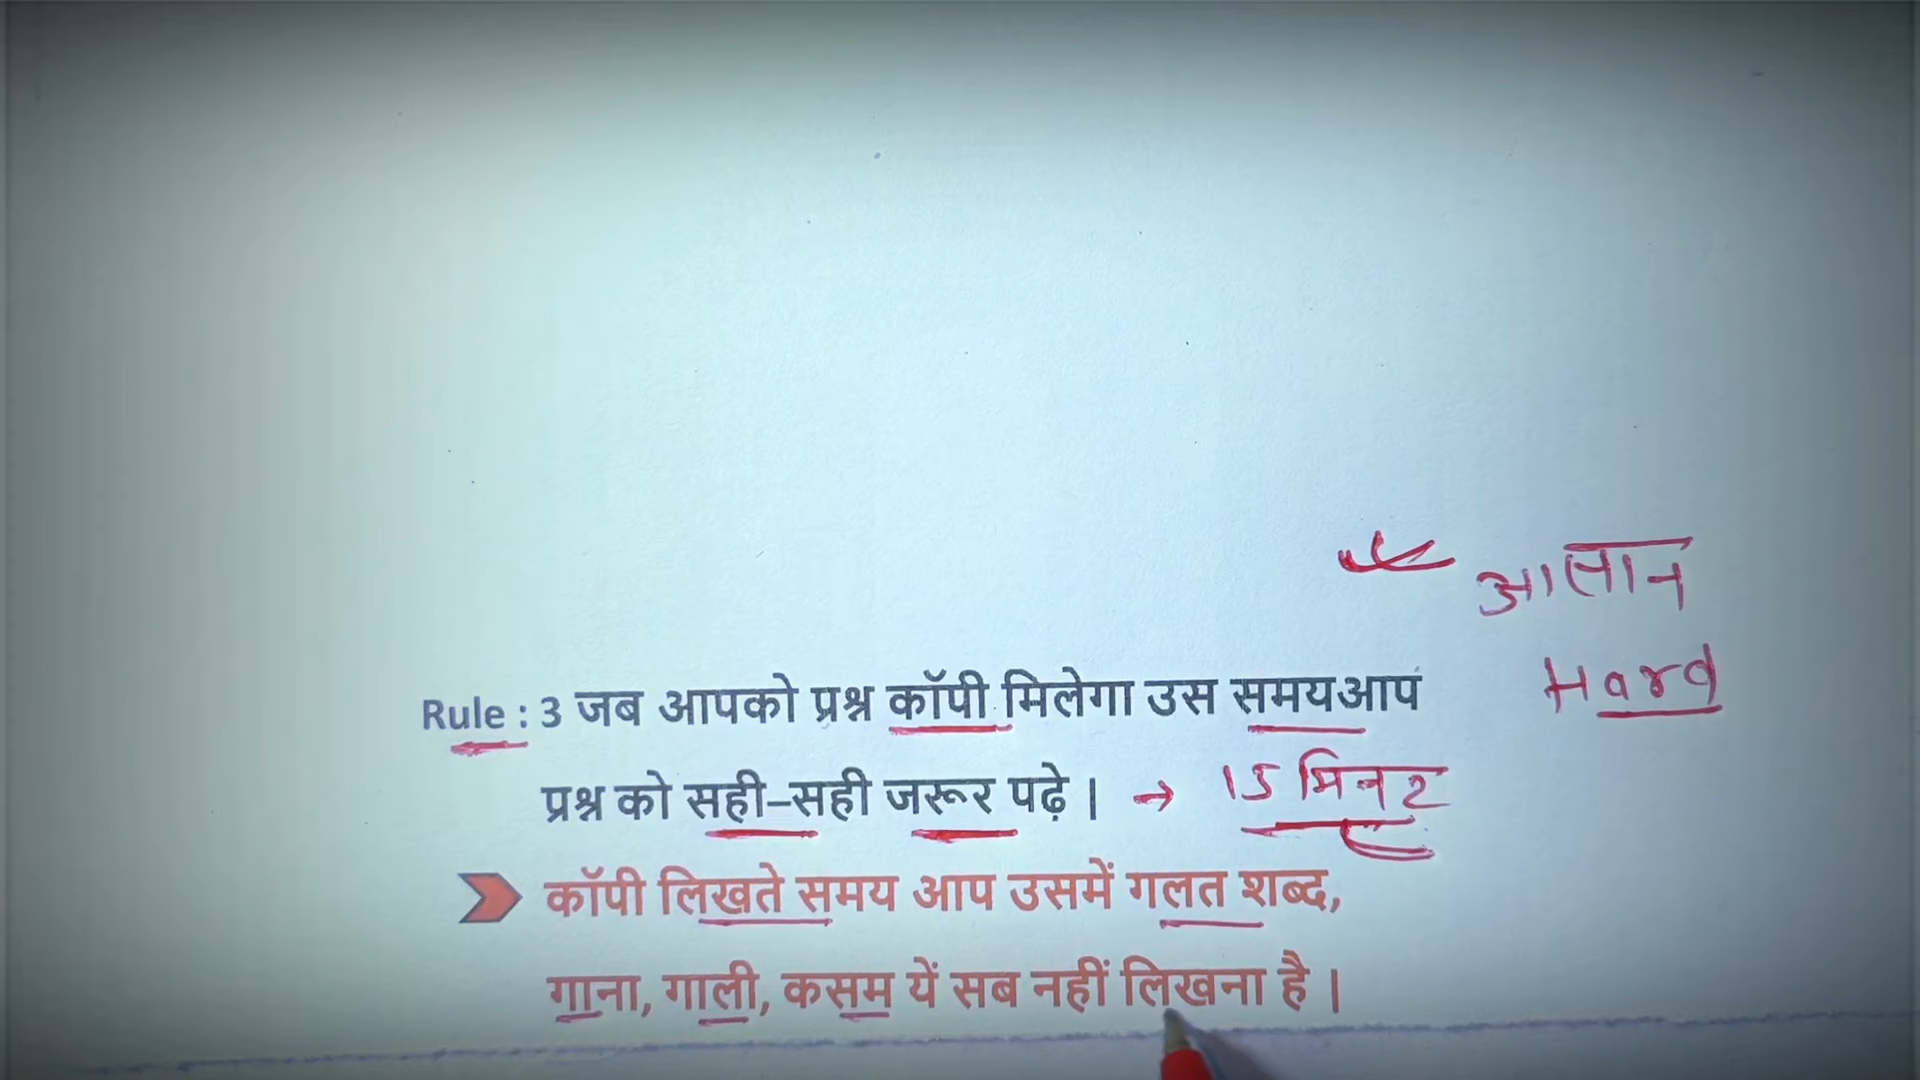 आसान
Hard
Rule : 3 जब आपको प्रश्न कॉपी मिलेगा उस समयआप
प्रश्न को सही–सही जरूर पढ़े । → 15 मिनट
कॉपी लिखते समय आप उसमें गलत शब्द,
गाना, गाली, कसम यें सब नहीं लिखना है ।